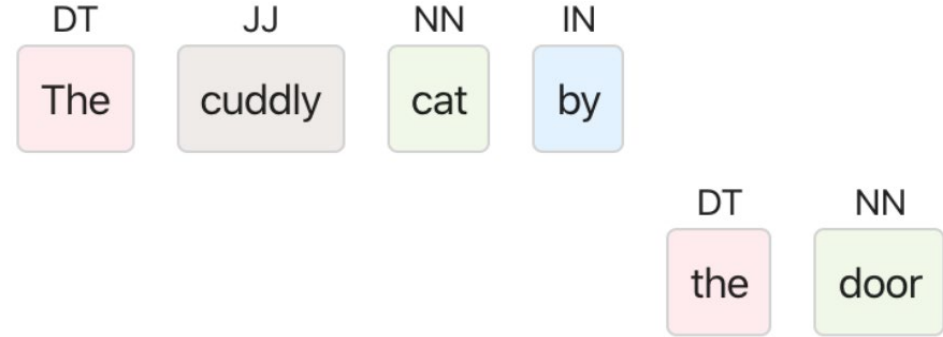 DT JJ NN IN
The cuddly cat by
DT NN
the door